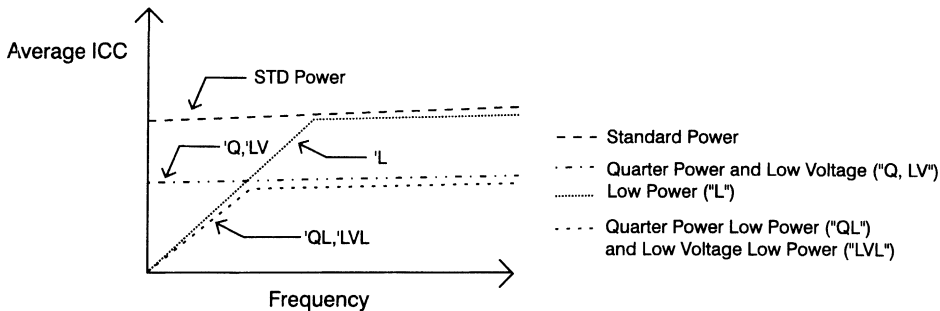 Average ICC
STD Power
'Q,'LV
'L
'QL,'LVL
Frequency
Standard Power
Quarter Power and Low Voltage ("Q, LV")
Low Power ("L")
Quarter Power Low Power ("QL")
and Low Voltage Low Power ("LVL")